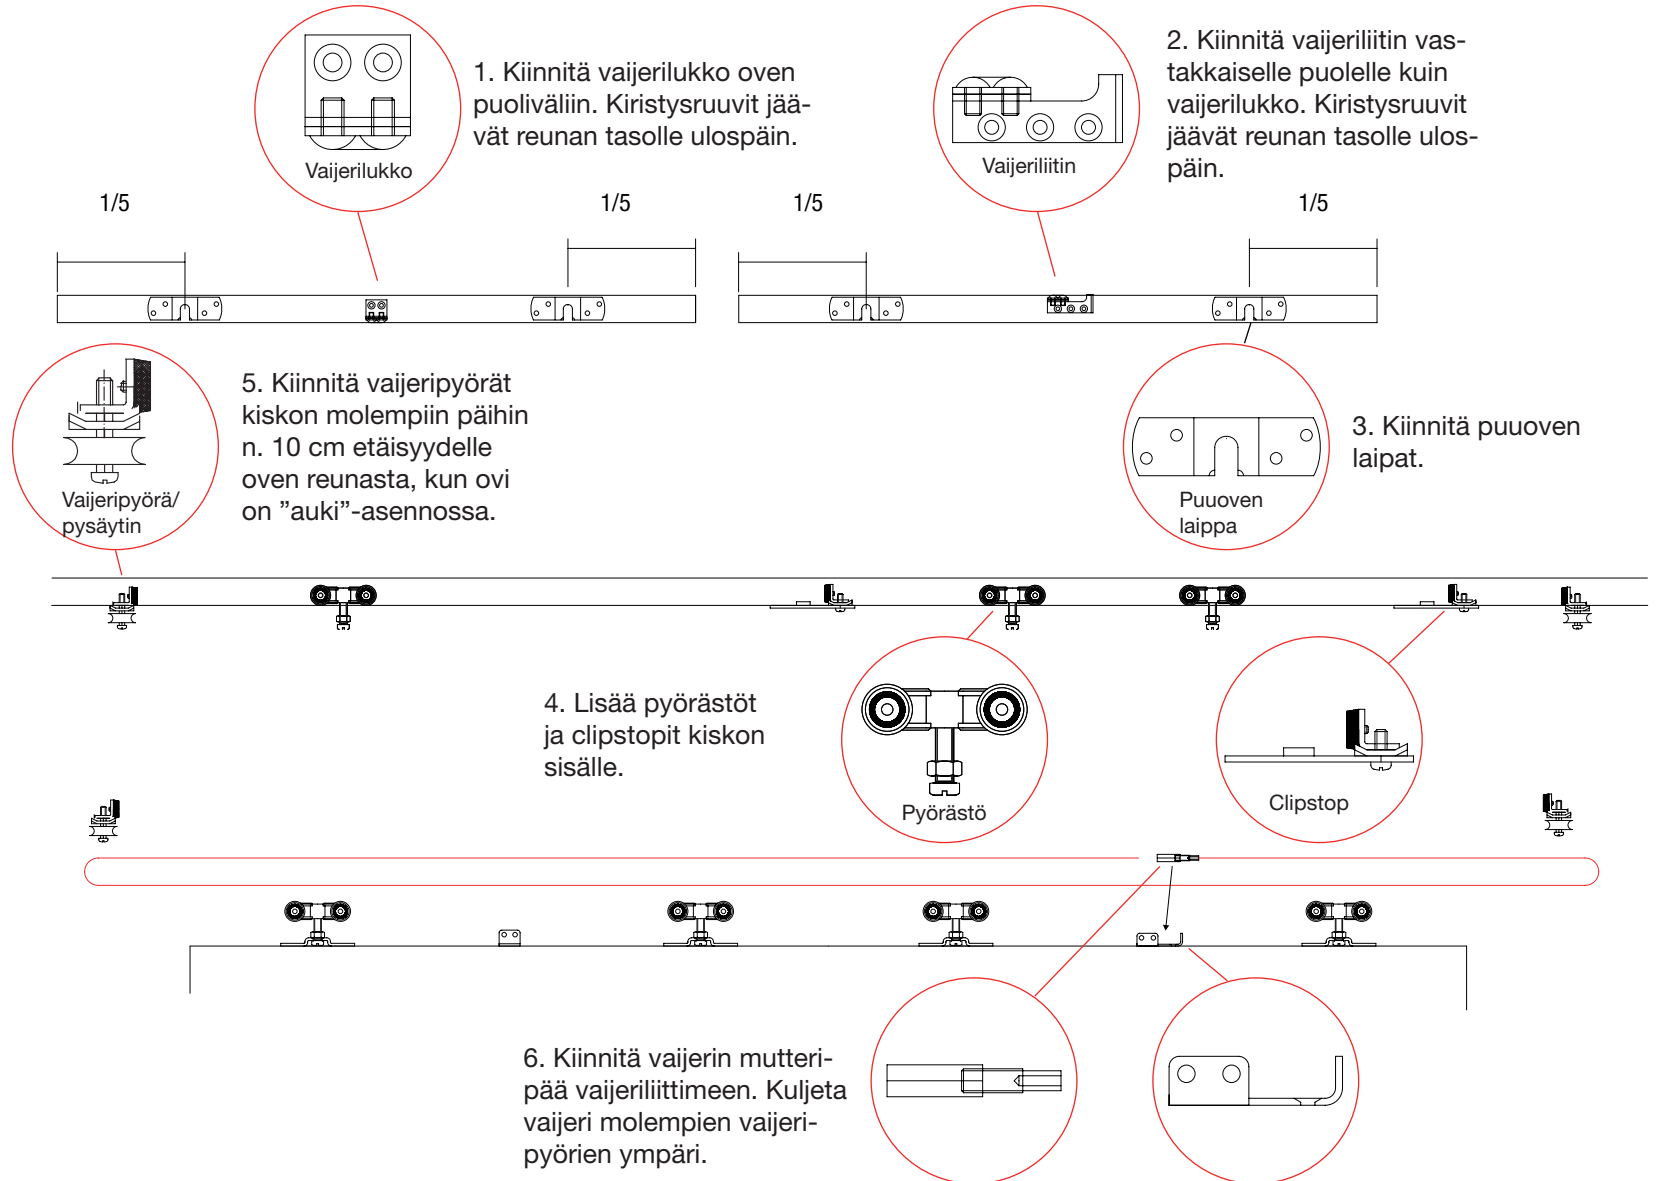 1. Kiinnitä vaijerilukko oven
puoliväliin. Kiristysruuvit jää-
vät reunan tasolle ulospäin.
Vaijerilukko
2. Kiinnitä vaijeriliitin vas-
takkaiselle puolelle kuin
vaijerilukko. Kiristysruuvit
jäävät reunan tasolle ulos-
päin.
Vaijeriliitin
1/5
1/5
1/5
1/5
5. Kiinnitä vaijeripyörät
kiskon molempiin päihin
n. 10 cm etäisyydelle
oven reunasta, kun ovi
on ”auki”-asennossa.
Vaijeripyörä/
pysäytin
3. Kiinnitä puuoven
laipat.
Puuoven
laippa
4. Lisää pyörästöt
ja clipstopit kiskon
sisälle.
Pyörästö
Clipstop
6. Kiinnitä vaijerin mutteri-
pää vaijeriliittimeen. Kuljeta
vaijeri molempien vaijeri-
pyörien ympäri.